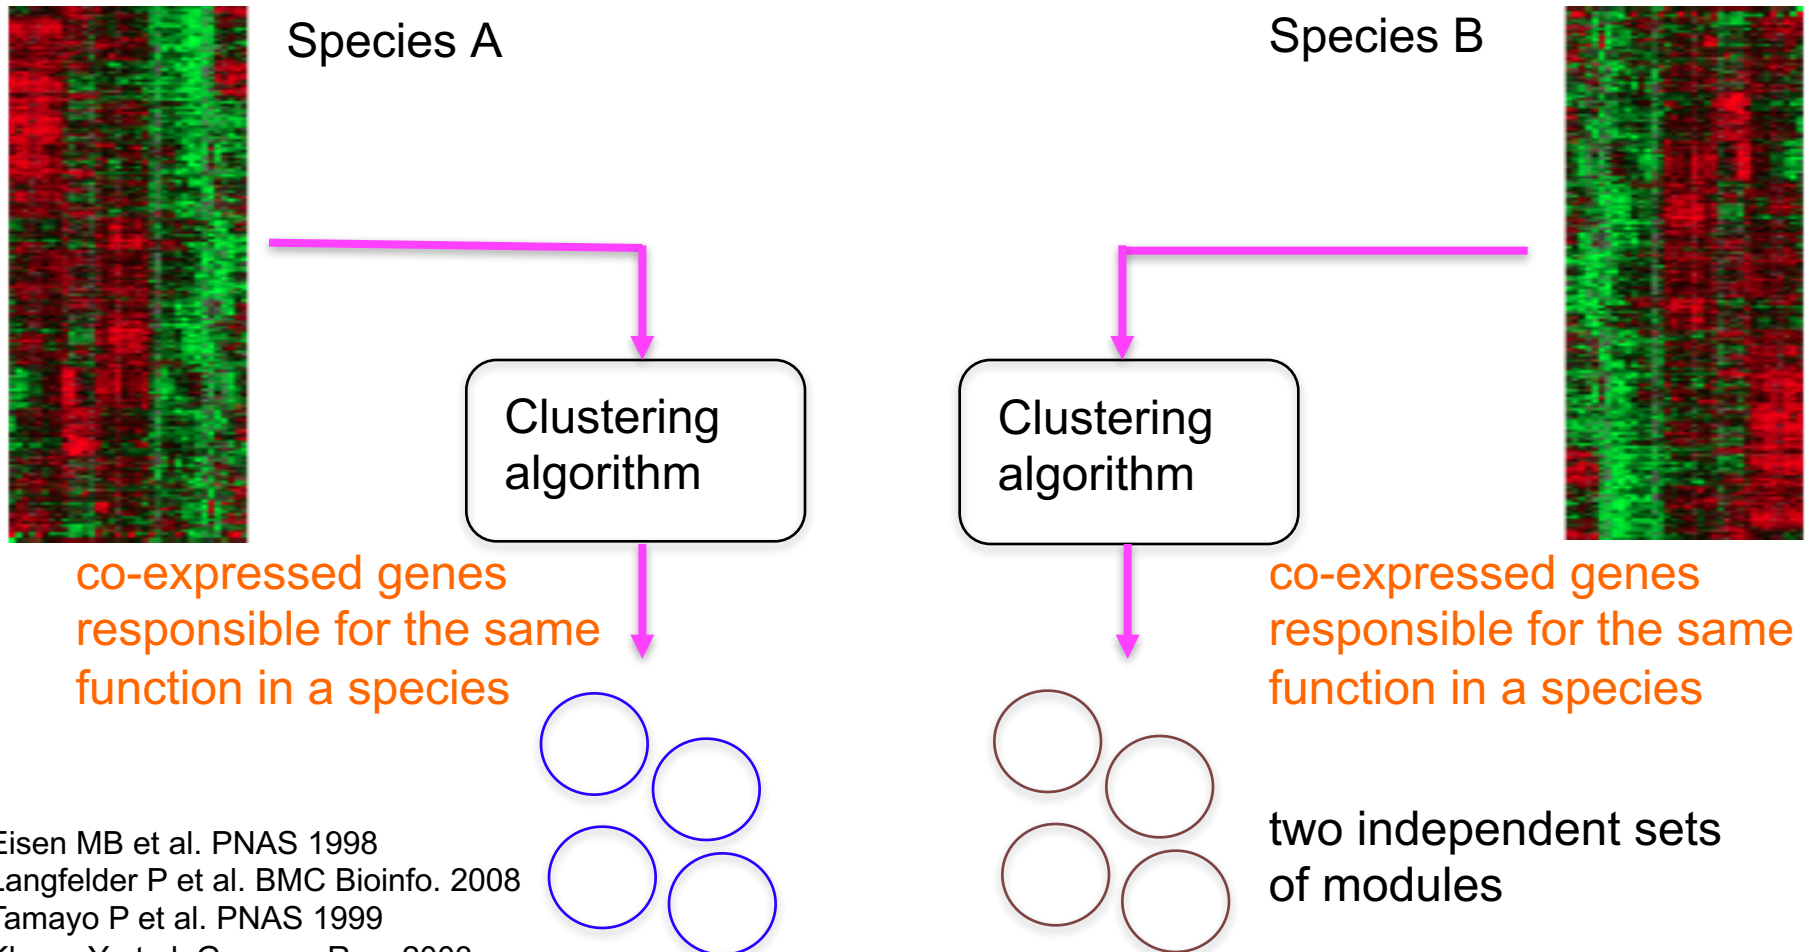 Species A
Species B
Clustering
algorithm
Clustering
algorithm
co-expressed genes
responsible for the same
function in a species
co-expressed genes
responsible for the same
function in a species
two independent sets
of modules
Eisen MB et al. PNAS 1998
Langfelder P et al. BMC Bioinfo. 2008
Tamayo P et al. PNAS 1999